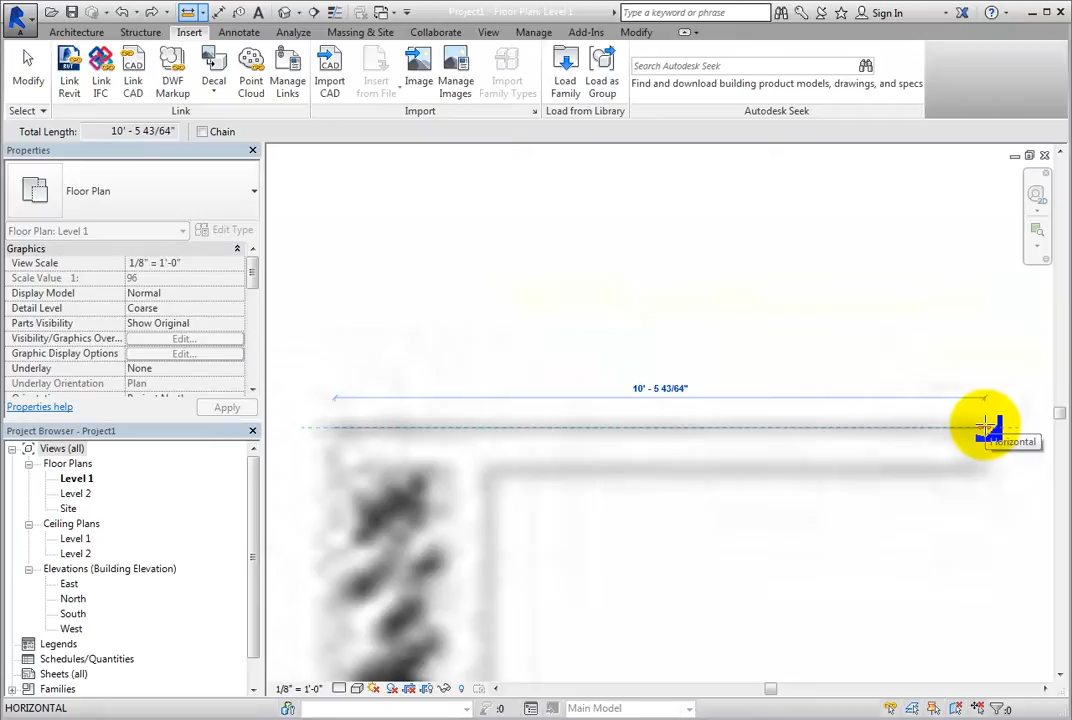 Project1 - Floor Plan: Level 1
Type a keyword or phrase
Sign In
Architecture
Structure
Insert
Annotate
Analyze
Massing & Site
Collaborate
View
Manage
Add-Ins
Modify
Modify
Link Revit
Link IFC
Link CAD
DWF Markup
Decal
Point Cloud
Manage Links
Import CAD
Insert from File
Image
Manage Images
Import Family Types
Load Family
Load as Group
Search Autodesk Seek
Find and download building product models, drawings, and specs
Select
Link
Import
Load from Library
Autodesk Seek
Total Length: 10' - 5 43/64"
Chain
Properties
Floor Plan
Floor Plan: Level 1
Edit Type
Graphics
View Scale 1/8" = 1'-0"
Scale Value 1: 96
Display Model Normal
Detail Level Coarse
Parts Visibility Show Original
Visibility/Graphics Over... Edit...
Graphic Display Options Edit...
Underlay None
Underlay Orientation Plan
Properties help
Apply
Project Browser - Project1
Views (all)
Floor Plans
Level 1
Level 2
Site
Ceiling Plans
Level 1
Level 2
Elevations (Building Elevation)
East
North
South
West
Legends
Schedules/Quantities
Sheets (all)
Families
10' - 5 43/64"
Horizontal
1/8" = 1'-0"
HORIZONTAL
:0
Main Model
:0